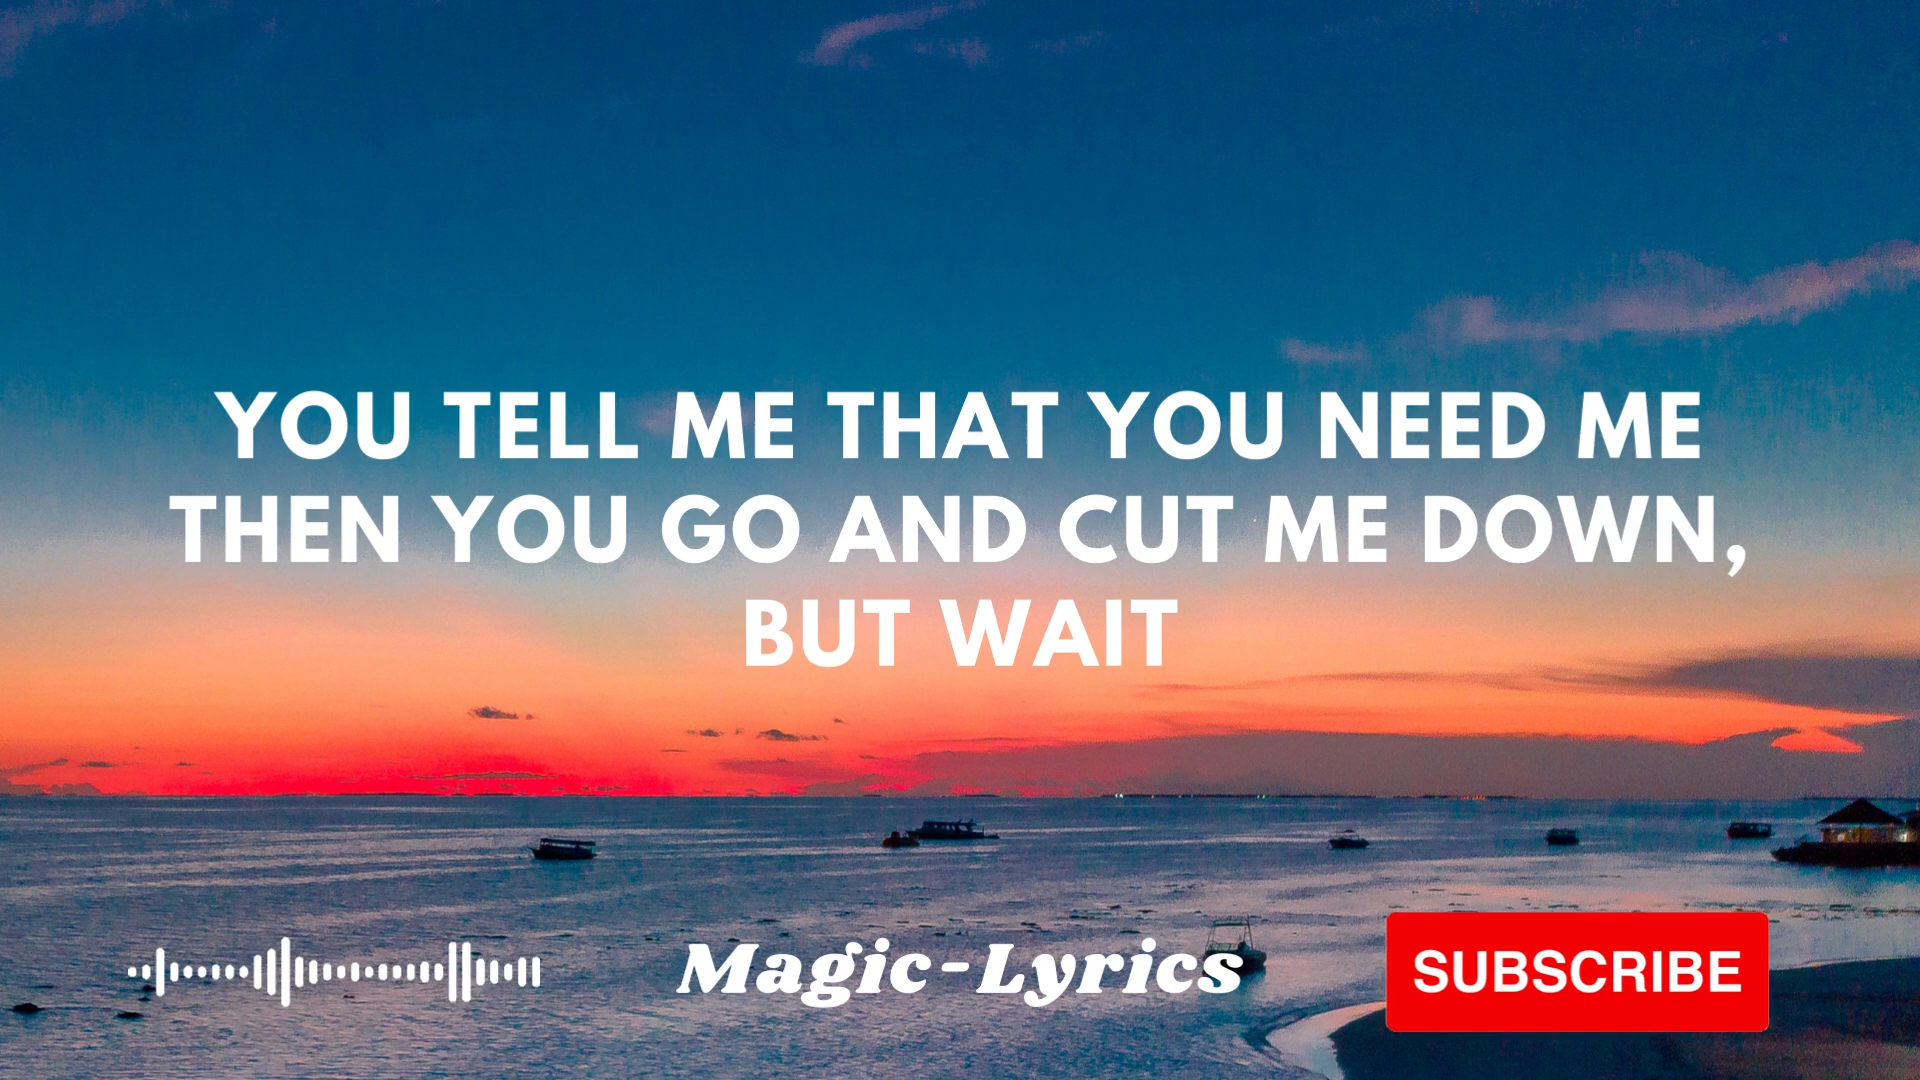 YOU TELL ME THAT YOU NEED ME
THEN YOU GO AND CUT ME DOWN,
BUT WAIT
Magic-Lyrics
SUBSCRIBE